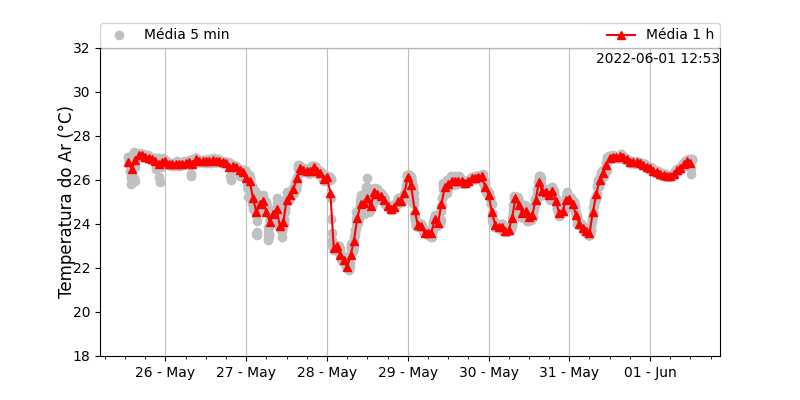 Média 5 min
Média 1 h
2022-06-01 12:53
Temperatura do Ar (°C)
32
30
28
26
24
22
20
18
26 - May
27 - May
28 - May
29 - May
30 - May
31 - May
01 - Jun